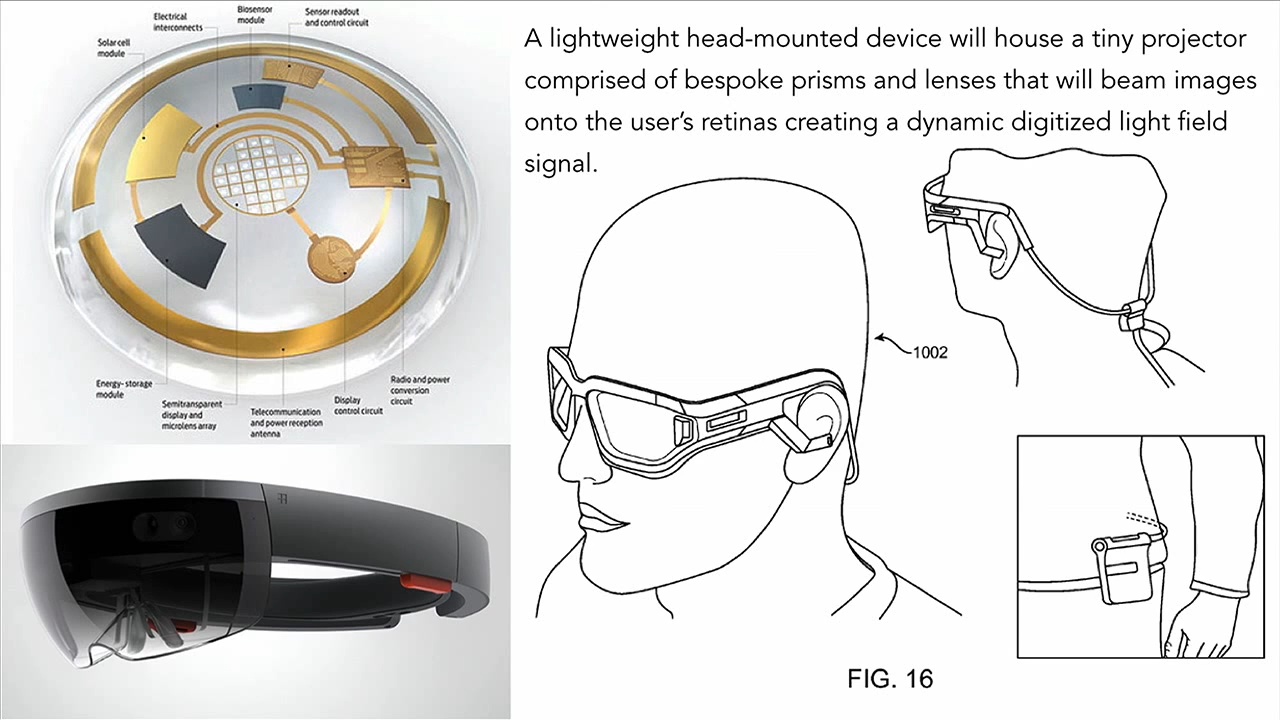 Electrical
interconnects
Biosensor
module
Sensor readout
and control circuit
Solar cell
module
Energy-storage
module
Semitransparent
display and
microlens array
Telecommunication
and power reception
antenna
Display
control circuit
Radio and power
conversion
circuit
A lightweight head-mounted device will house a tiny projector
comprised of bespoke prisms and lenses that will beam images
onto the user’s retinas creating a dynamic digitized light field
signal.
1002
FIG. 16